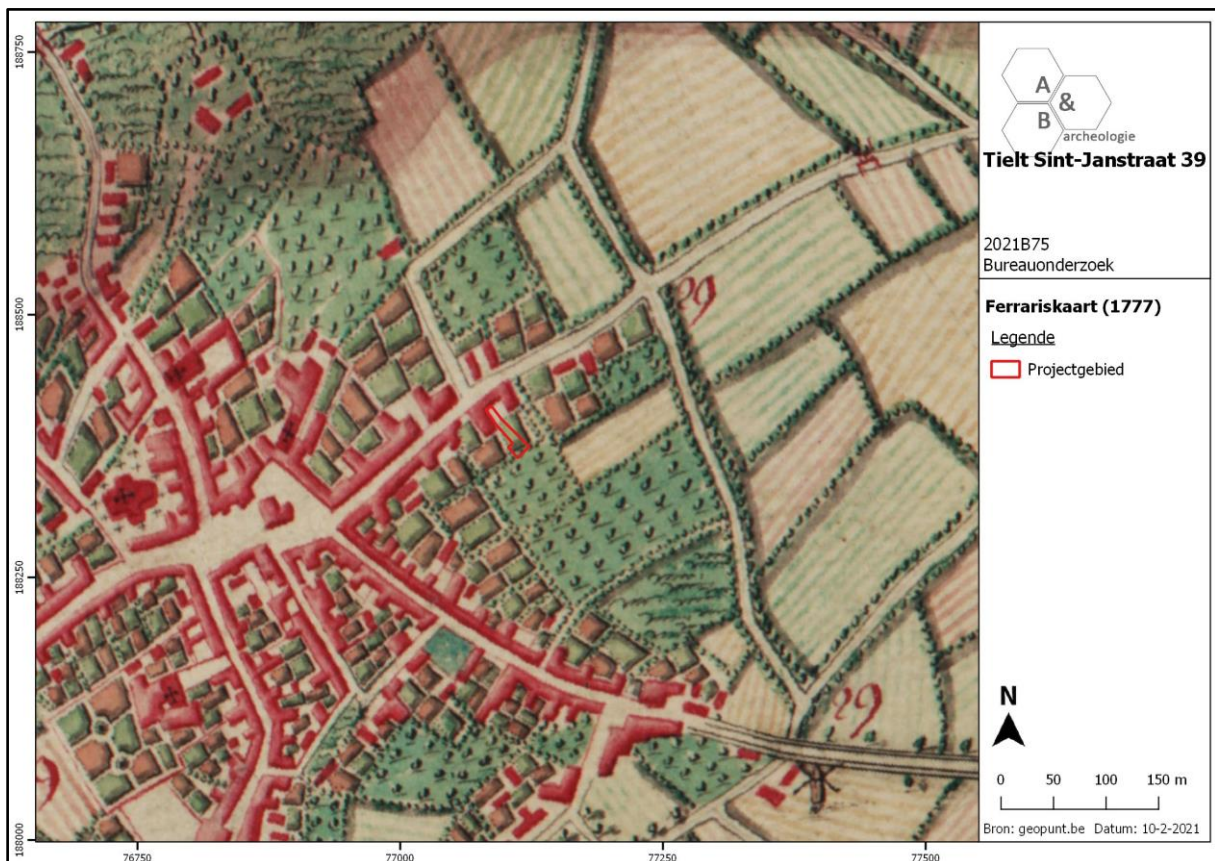 188750
188500
188250
188000
76750
77000
77250
77500
A
&
B
archeologie
Tielt Sint-Janstraat 39
2021B75
Bureauonderzoek
Ferrariskaart (1777)
Legende
Projectgebied
N
0 50 100 150 m
Bron: geopunt.be Datum: 10-2-2021